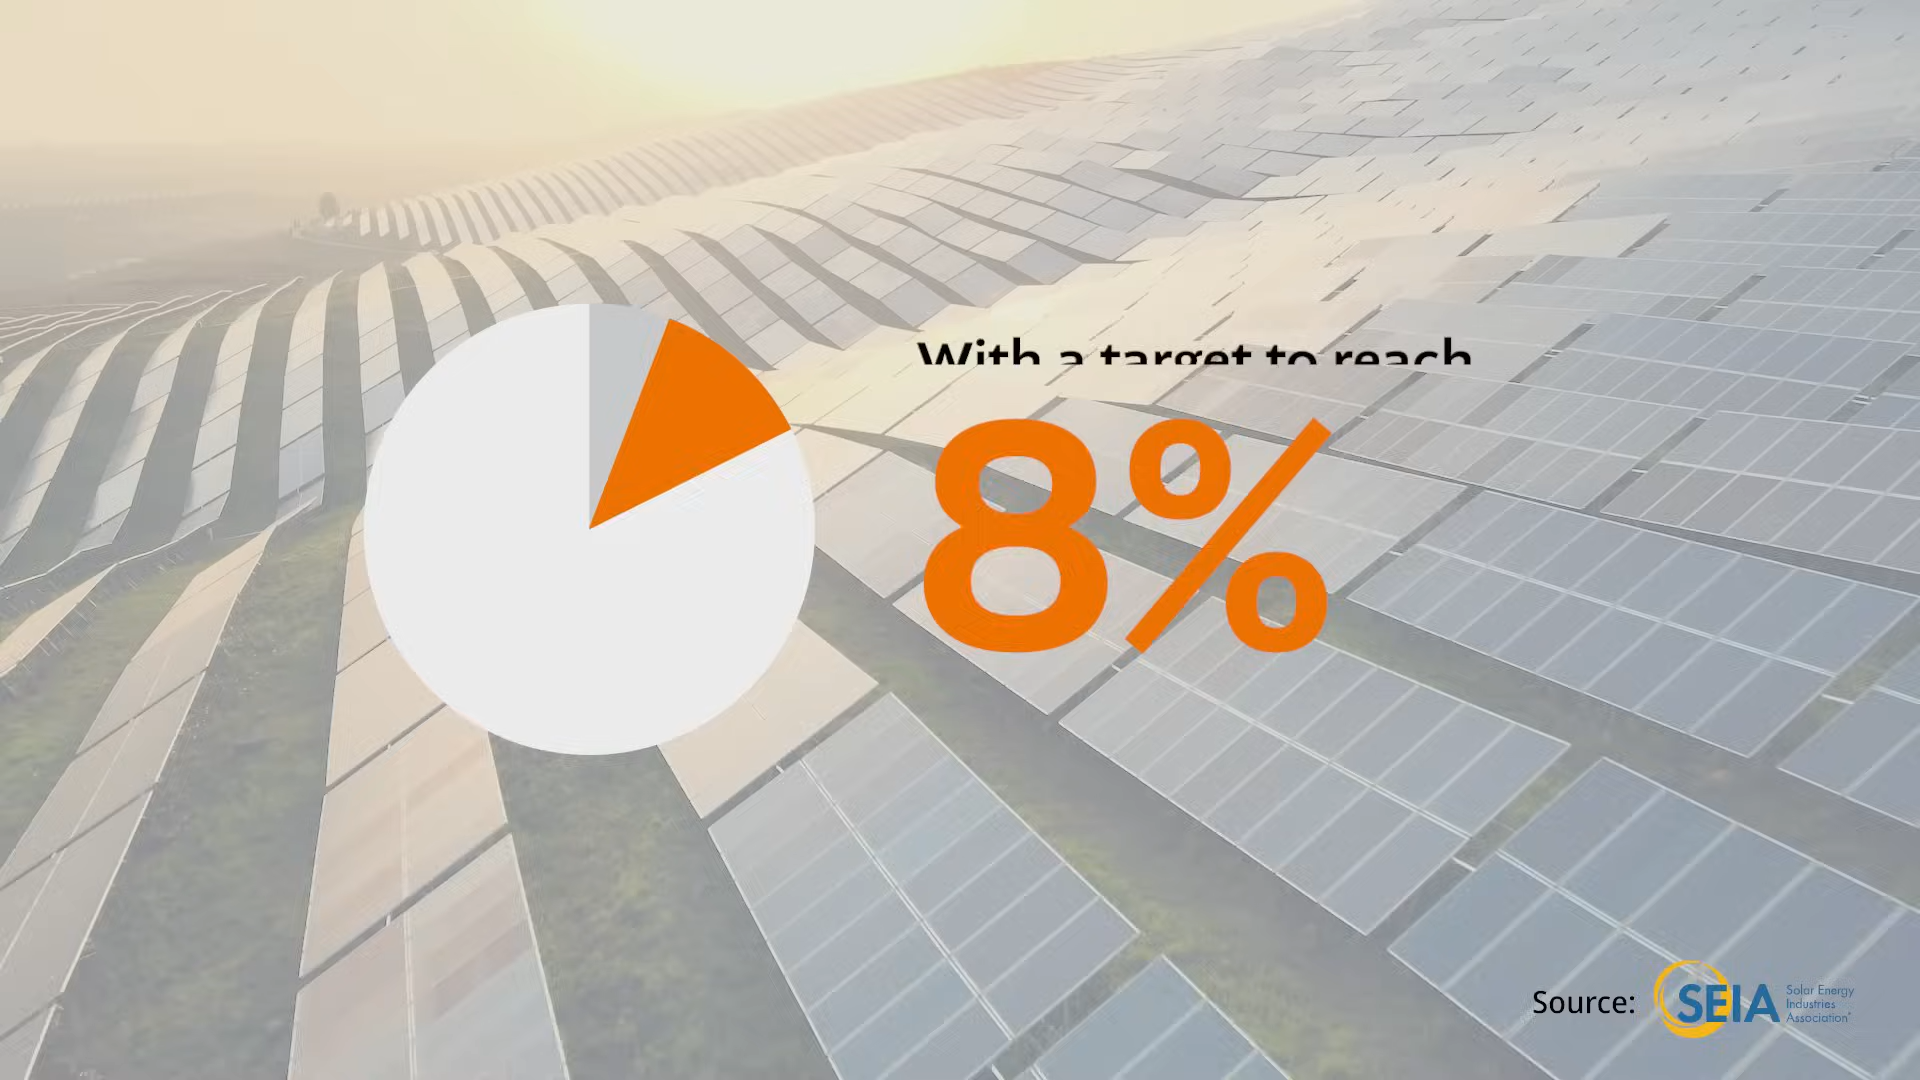 With a target to reach
8%
Source:
SEIA
Solar Energy
Industries
Association